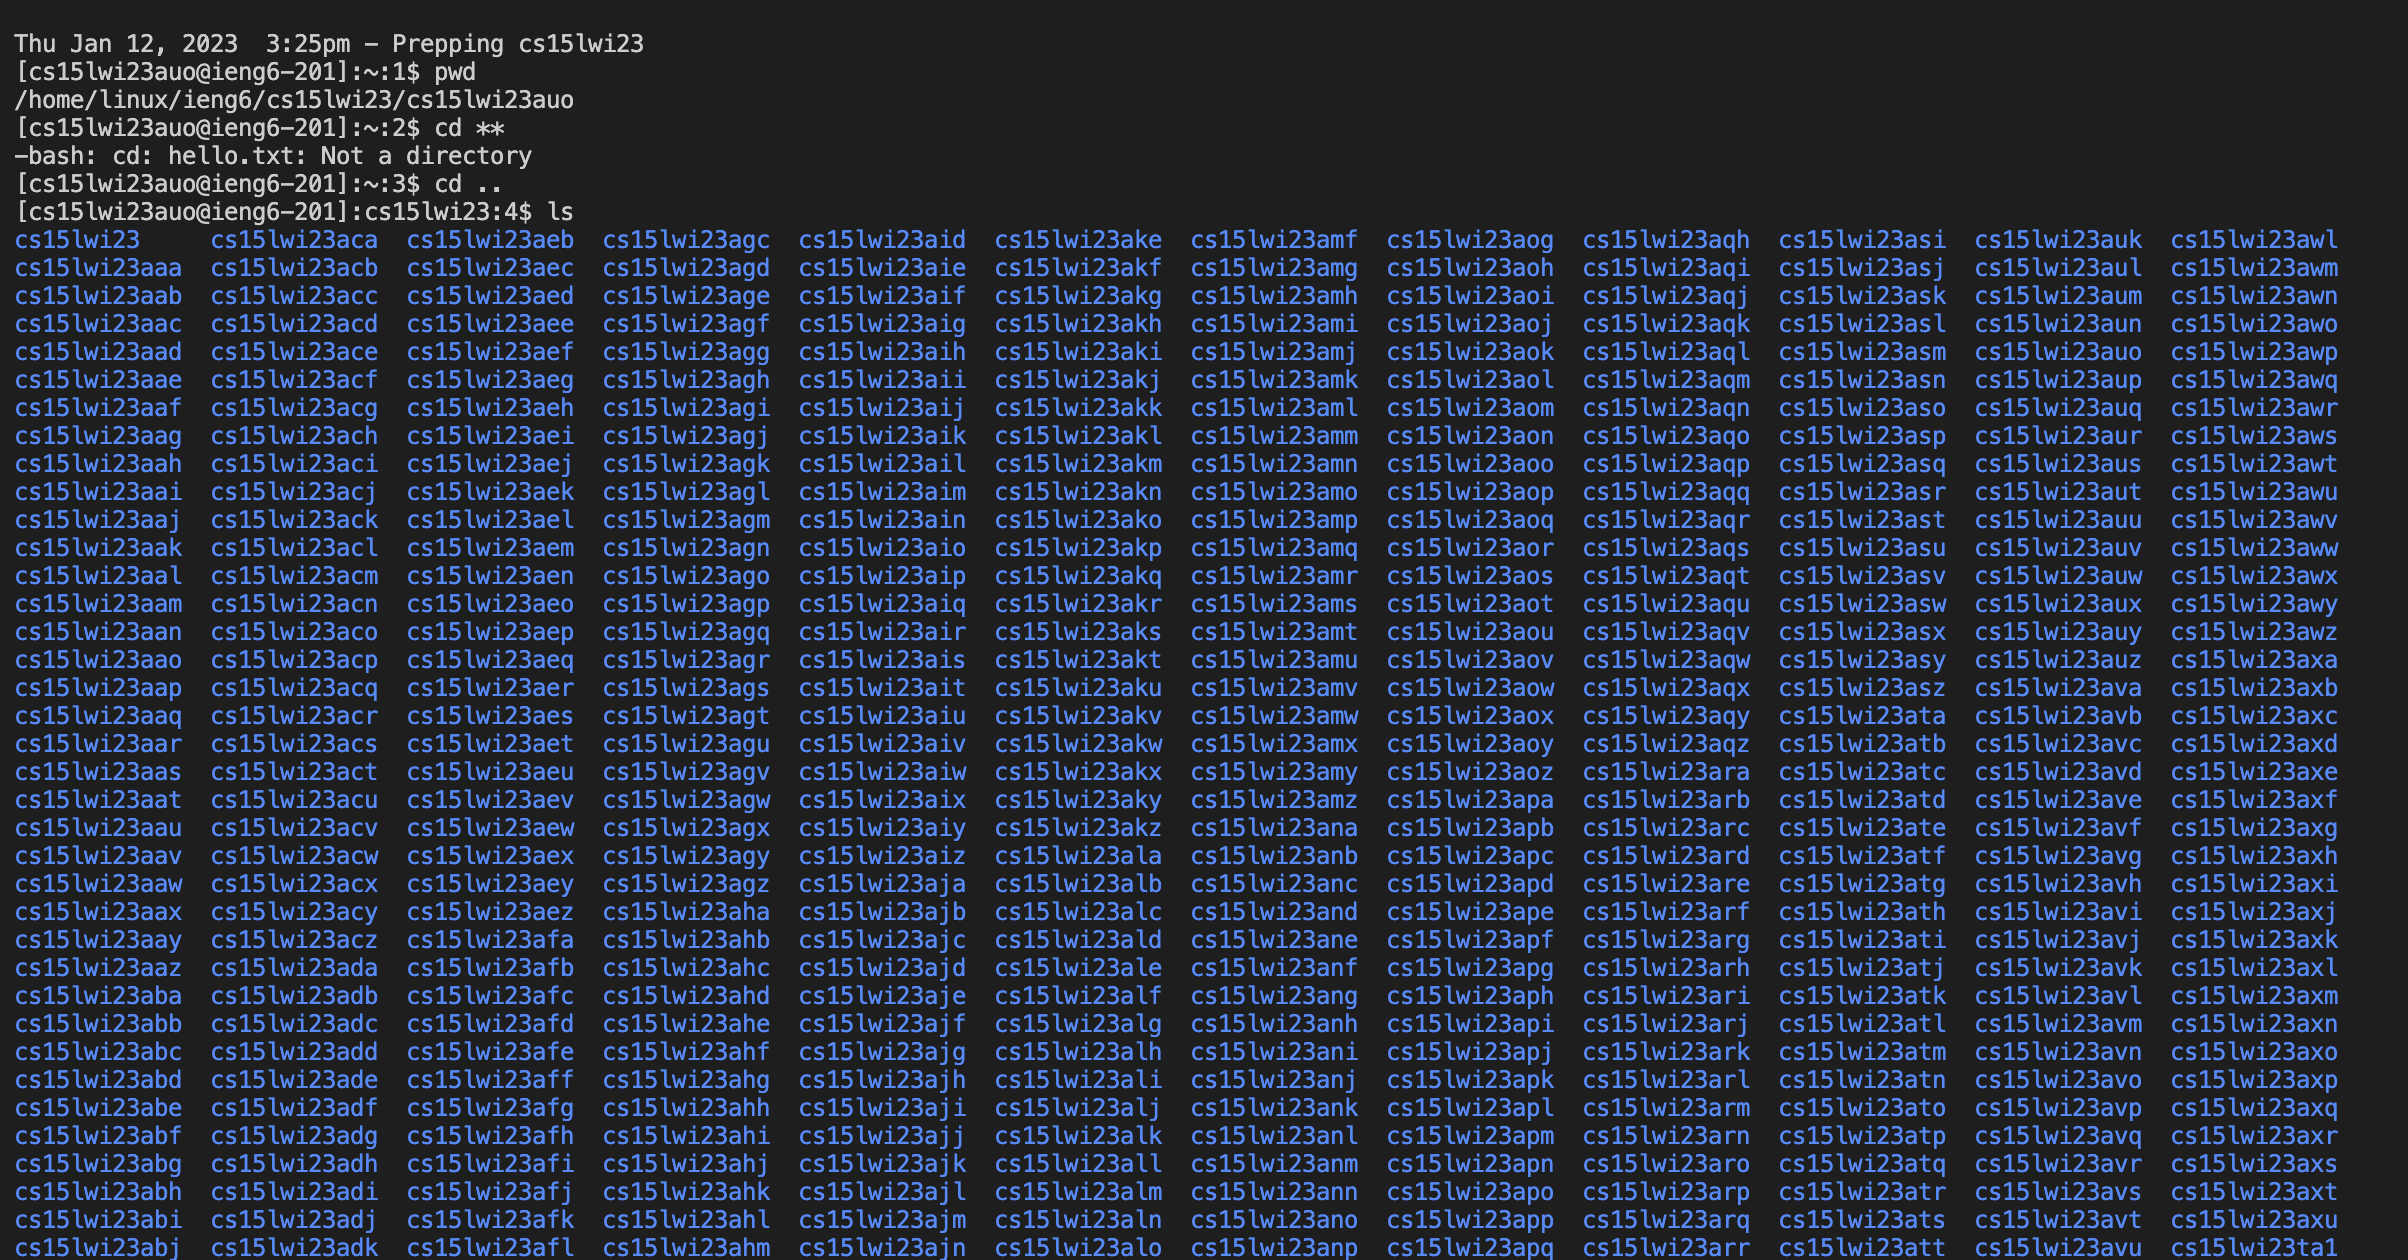 Thu Jan 12, 2023  3:25pm - Prepping cs15lwi23
[cs15lwi23auo@ieng6-201]:~:1$ pwd
/home/linux/ieng6/cs15lwi23/cs15lwi23auo
[cs15lwi23auo@ieng6-201]:~:2$ cd **
-bash: cd: hello.txt: Not a directory
[cs15lwi23auo@ieng6-201]:~:3$ cd ..
[cs15lwi23auo@ieng6-201]:cs15lwi23:4$ ls
cs15lwi23     cs15lwi23aca  cs15lwi23aeb  cs15lwi23agc  cs15lwi23aid  cs15lwi23ake  cs15lwi23amf  cs15lwi23aog  cs15lwi23aqh  cs15lwi23asi  cs15lwi23auk  cs15lwi23awl
cs15lwi23aaa  cs15lwi23acb  cs15lwi23aec  cs15lwi23agd  cs15lwi23aie  cs15lwi23akf  cs15lwi23amg  cs15lwi23aoh  cs15lwi23aqi  cs15lwi23asj  cs15lwi23aul  cs15lwi23awm
cs15lwi23aab  cs15lwi23acc  cs15lwi23aed  cs15lwi23age  cs15lwi23aif  cs15lwi23akg  cs15lwi23amh  cs15lwi23aoi  cs15lwi23aqj  cs15lwi23ask  cs15lwi23aum  cs15lwi23awn
cs15lwi23aac  cs15lwi23acd  cs15lwi23aee  cs15lwi23agf  cs15lwi23aig  cs15lwi23akh  cs15lwi23ami  cs15lwi23aoj  cs15lwi23aqk  cs15lwi23asl  cs15lwi23aun  cs15lwi23awo
cs15lwi23aad  cs15lwi23ace  cs15lwi23aef  cs15lwi23agg  cs15lwi23aih  cs15lwi23aki  cs15lwi23amj  cs15lwi23aok  cs15lwi23aql  cs15lwi23asm  cs15lwi23auo  cs15lwi23awp
cs15lwi23aae  cs15lwi23acf  cs15lwi23aeg  cs15lwi23agh  cs15lwi23aii  cs15lwi23akj  cs15lwi23amk  cs15lwi23aol  cs15lwi23aqm  cs15lwi23asn  cs15lwi23aup  cs15lwi23awq
cs15lwi23aaf  cs15lwi23acg  cs15lwi23aeh  cs15lwi23agi  cs15lwi23aij  cs15lwi23akk  cs15lwi23aml  cs15lwi23aom  cs15lwi23aqn  cs15lwi23aso  cs15lwi23auq  cs15lwi23awr
cs15lwi23aag  cs15lwi23ach  cs15lwi23aei  cs15lwi23agj  cs15lwi23aik  cs15lwi23akl  cs15lwi23amm  cs15lwi23aon  cs15lwi23aqo  cs15lwi23asp  cs15lwi23aur  cs15lwi23aws
cs15lwi23aah  cs15lwi23aci  cs15lwi23aej  cs15lwi23agk  cs15lwi23ail  cs15lwi23akm  cs15lwi23amn  cs15lwi23aoo  cs15lwi23aqp  cs15lwi23asq  cs15lwi23aus  cs15lwi23awt
cs15lwi23aai  cs15lwi23acj  cs15lwi23aek  cs15lwi23agl  cs15lwi23aim  cs15lwi23akn  cs15lwi23amo  cs15lwi23aop  cs15lwi23aqq  cs15lwi23asr  cs15lwi23aut  cs15lwi23awu
cs15lwi23aaj  cs15lwi23ack  cs15lwi23ael  cs15lwi23agm  cs15lwi23ain  cs15lwi23ako  cs15lwi23amp  cs15lwi23aoq  cs15lwi23aqr  cs15lwi23ast  cs15lwi23auu  cs15lwi23awv
cs15lwi23aak  cs15lwi23acl  cs15lwi23aem  cs15lwi23agn  cs15lwi23aio  cs15lwi23akp  cs15lwi23amq  cs15lwi23aor  cs15lwi23aqs  cs15lwi23asu  cs15lwi23auv  cs15lwi23aww
cs15lwi23aal  cs15lwi23acm  cs15lwi23aen  cs15lwi23ago  cs15lwi23aip  cs15lwi23akq  cs15lwi23amr  cs15lwi23aos  cs15lwi23aqt  cs15lwi23asv  cs15lwi23auw  cs15lwi23awx
cs15lwi23aam  cs15lwi23acn  cs15lwi23aeo  cs15lwi23agp  cs15lwi23aiq  cs15lwi23akr  cs15lwi23ams  cs15lwi23aot  cs15lwi23aqu  cs15lwi23asw  cs15lwi23aux  cs15lwi23awy
cs15lwi23aan  cs15lwi23aco  cs15lwi23aep  cs15lwi23agq  cs15lwi23air  cs15lwi23aks  cs15lwi23amt  cs15lwi23aou  cs15lwi23aqv  cs15lwi23asx  cs15lwi23auy  cs15lwi23awz
cs15lwi23aao  cs15lwi23acp  cs15lwi23aeq  cs15lwi23agr  cs15lwi23ais  cs15lwi23akt  cs15lwi23amu  cs15lwi23aov  cs15lwi23aqw  cs15lwi23asy  cs15lwi23auz  cs15lwi23axa
cs15lwi23aap  cs15lwi23acq  cs15lwi23aer  cs15lwi23ags  cs15lwi23ait  cs15lwi23aku  cs15lwi23amv  cs15lwi23aow  cs15lwi23aqx  cs15lwi23asz  cs15lwi23ava  cs15lwi23axb
cs15lwi23aaq  cs15lwi23acr  cs15lwi23aes  cs15lwi23agt  cs15lwi23aiu  cs15lwi23akv  cs15lwi23amw  cs15lwi23aox  cs15lwi23aqy  cs15lwi23ata  cs15lwi23avb  cs15lwi23axc
cs15lwi23aar  cs15lwi23acs  cs15lwi23aet  cs15lwi23agu  cs15lwi23aiv  cs15lwi23akw  cs15lwi23amx  cs15lwi23aoy  cs15lwi23aqz  cs15lwi23atb  cs15lwi23avc  cs15lwi23axd
cs15lwi23aas  cs15lwi23act  cs15lwi23aeu  cs15lwi23agv  cs15lwi23aiw  cs15lwi23akx  cs15lwi23amy  cs15lwi23aoz  cs15lwi23ara  cs15lwi23atc  cs15lwi23avd  cs15lwi23axe
cs15lwi23aat  cs15lwi23acu  cs15lwi23aev  cs15lwi23agw  cs15lwi23aix  cs15lwi23aky  cs15lwi23amz  cs15lwi23apa  cs15lwi23arb  cs15lwi23atd  cs15lwi23ave  cs15lwi23axf
cs15lwi23aau  cs15lwi23acv  cs15lwi23aew  cs15lwi23agx  cs15lwi23aiy  cs15lwi23akz  cs15lwi23ana  cs15lwi23apb  cs15lwi23arc  cs15lwi23ate  cs15lwi23avf  cs15lwi23axg
cs15lwi23aav  cs15lwi23acw  cs15lwi23aex  cs15lwi23agy  cs15lwi23aiz  cs15lwi23ala  cs15lwi23anb  cs15lwi23apc  cs15lwi23ard  cs15lwi23atf  cs15lwi23avg  cs15lwi23axh
cs15lwi23aaw  cs15lwi23acx  cs15lwi23aey  cs15lwi23agz  cs15lwi23aja  cs15lwi23alb  cs15lwi23anc  cs15lwi23apd  cs15lwi23are  cs15lwi23atg  cs15lwi23avh  cs15lwi23axi
cs15lwi23aax  cs15lwi23acy  cs15lwi23aez  cs15lwi23aha  cs15lwi23ajb  cs15lwi23alc  cs15lwi23and  cs15lwi23ape  cs15lwi23arf  cs15lwi23ath  cs15lwi23avi  cs15lwi23axj
cs15lwi23aay  cs15lwi23acz  cs15lwi23afa  cs15lwi23ahb  cs15lwi23ajc  cs15lwi23ald  cs15lwi23ane  cs15lwi23apf  cs15lwi23arg  cs15lwi23ati  cs15lwi23avj  cs15lwi23axk
cs15lwi23aaz  cs15lwi23ada  cs15lwi23afb  cs15lwi23ahc  cs15lwi23ajd  cs15lwi23ale  cs15lwi23anf  cs15lwi23apg  cs15lwi23arh  cs15lwi23atj  cs15lwi23avk  cs15lwi23axl
cs15lwi23aba  cs15lwi23adb  cs15lwi23afc  cs15lwi23ahd  cs15lwi23aje  cs15lwi23alf  cs15lwi23ang  cs15lwi23aph  cs15lwi23ari  cs15lwi23atk  cs15lwi23avl  cs15lwi23axm
cs15lwi23abb  cs15lwi23adc  cs15lwi23afd  cs15lwi23ahe  cs15lwi23ajf  cs15lwi23alg  cs15lwi23anh  cs15lwi23api  cs15lwi23arj  cs15lwi23atl  cs15lwi23avm  cs15lwi23axn
cs15lwi23abc  cs15lwi23add  cs15lwi23afe  cs15lwi23ahf  cs15lwi23ajg  cs15lwi23alh  cs15lwi23ani  cs15lwi23apj  cs15lwi23ark  cs15lwi23atm  cs15lwi23avn  cs15lwi23axo
cs15lwi23abd  cs15lwi23ade  cs15lwi23aff  cs15lwi23ahg  cs15lwi23ajh  cs15lwi23ali  cs15lwi23anj  cs15lwi23apk  cs15lwi23arl  cs15lwi23atn  cs15lwi23avo  cs15lwi23axp
cs15lwi23abe  cs15lwi23adf  cs15lwi23afg  cs15lwi23ahh  cs15lwi23aji  cs15lwi23alj  cs15lwi23ank  cs15lwi23apl  cs15lwi23arm  cs15lwi23ato  cs15lwi23avp  cs15lwi23axq
cs15lwi23abf  cs15lwi23adg  cs15lwi23afh  cs15lwi23ahi  cs15lwi23ajj  cs15lwi23alk  cs15lwi23anl  cs15lwi23apm  cs15lwi23arn  cs15lwi23atp  cs15lwi23avq  cs15lwi23axr
cs15lwi23abg  cs15lwi23adh  cs15lwi23afi  cs15lwi23ahj  cs15lwi23ajk  cs15lwi23all  cs15lwi23anm  cs15lwi23apn  cs15lwi23aro  cs15lwi23atq  cs15lwi23avr  cs15lwi23axs
cs15lwi23abh  cs15lwi23adi  cs15lwi23afj  cs15lwi23ahk  cs15lwi23ajl  cs15lwi23alm  cs15lwi23ann  cs15lwi23apo  cs15lwi23arp  cs15lwi23atr  cs15lwi23avs  cs15lwi23axt
cs15lwi23abi  cs15lwi23adj  cs15lwi23afk  cs15lwi23ahl  cs15lwi23ajm  cs15lwi23aln  cs15lwi23ano  cs15lwi23app  cs15lwi23arq  cs15lwi23ats  cs15lwi23avt  cs15lwi23axu
cs15lwi23abj  cs15lwi23adk  cs15lwi23afl  cs15lwi23ahm  cs15lwi23ajn  cs15lwi23alo  cs15lwi23anp  cs15lwi23apq  cs15lwi23arr  cs15lwi23att  cs15lwi23avu  cs15lwi23ta1